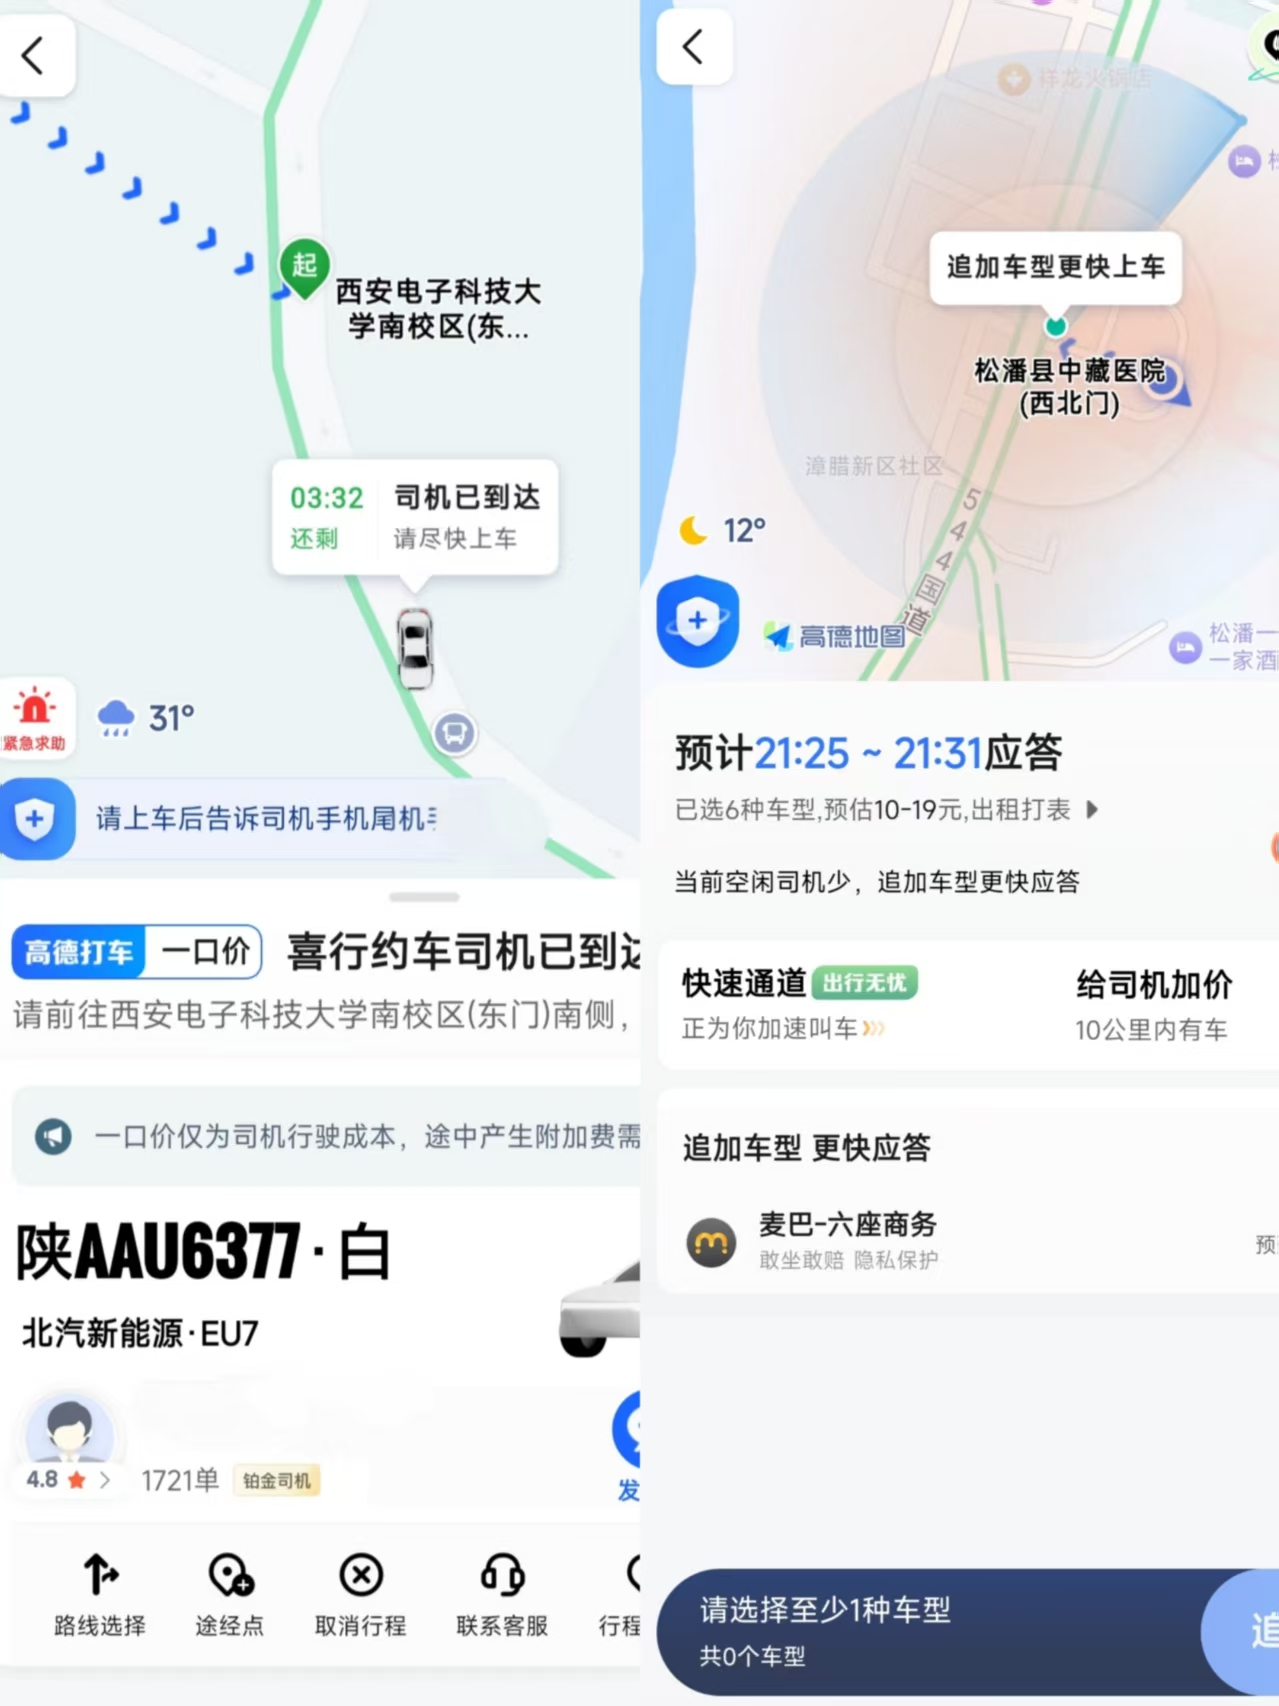 起
西安电子科技大
学南校区(东...
03:32
还剩
司机已到达
请尽快上车
紧急求助
31°
请上车后告诉司机手机尾机
高德打车
一口价
喜行约车司机已到达
请前往西安电子科技大学南校区(东门)南侧，
一口价仅为司机行驶成本，途中产生附加费需
陕AAU6377·白
北汽新能源·EU7
4.8
1721单
铂金司机
发
路线选择
途经点
取消行程
联系客服
行程
祥龙火锅店
追加车型更快上车
松潘县中藏医院
(西北门)
漳腊新区社区
544国道
12°
高德地图
松潘一
一家酒
预计21:25 ~ 21:31应答
已选6种车型,预估10-19元,出租打表
当前空闲司机少，追加车型更快应答
快速通道
出行无忧
正为你加速叫车
给司机加价
10公里内有车
追加车型 更快应答
麦巴-六座商务
敢坐敢赔 隐私保护
预
请选择至少1种车型
共0个车型
追